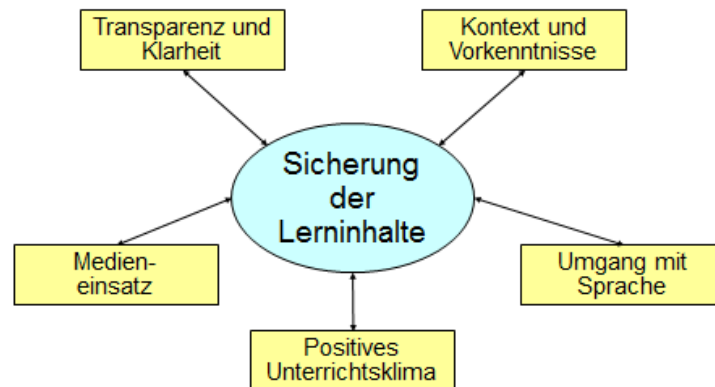 Transparenz und
Klarheit
Kontext und
Vorkenntnisse
Sicherung
der
Lerninhalte
Medien-
einsatz
Umgang mit
Sprache
Positives
Unterrichtsklima